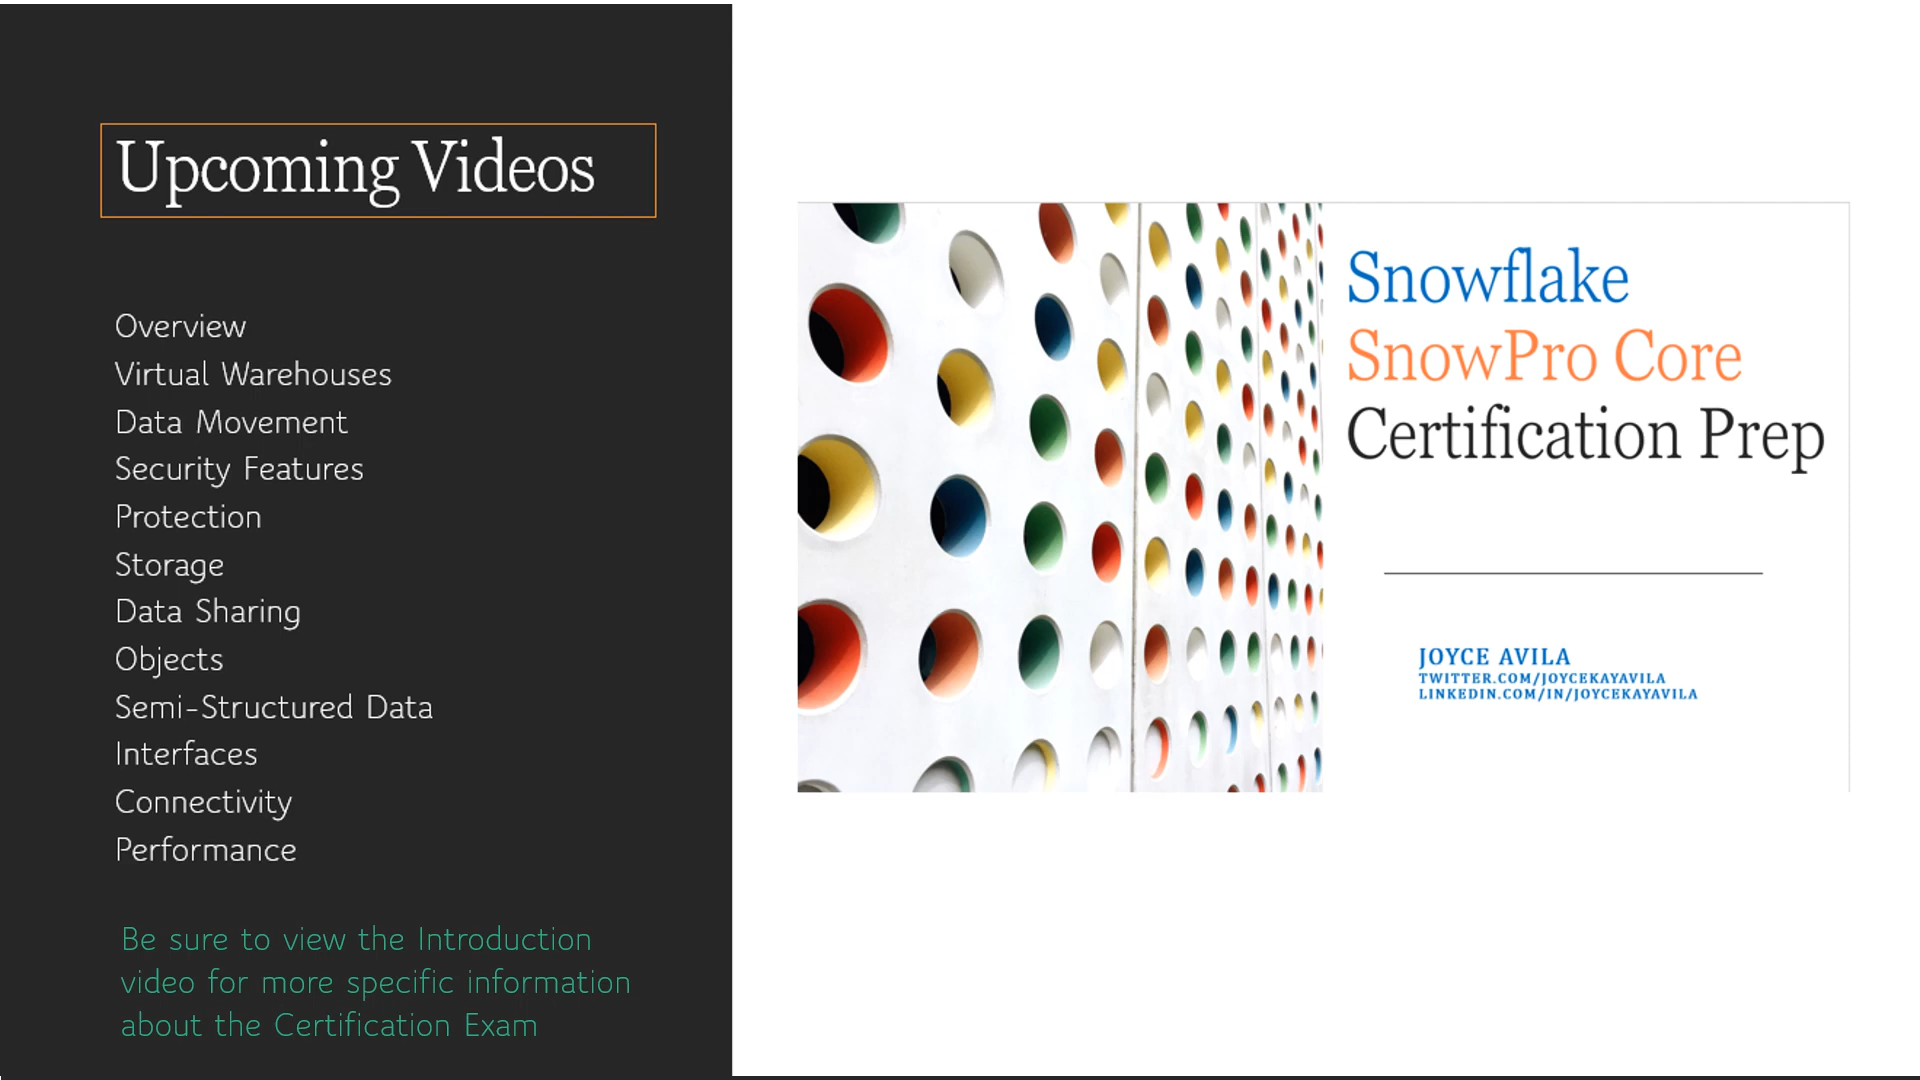 Upcoming Videos
Overview
Virtual Warehouses
Data Movement
Security Features
Protection
Storage
Data Sharing
Objects
Semi-Structured Data
Interfaces
Connectivity
Performance
Be sure to view the Introduction
video for more specific information
about the Certification Exam
Snowflake
SnowPro Core
Certification Prep
JOYCE AVILA
TWITTER.COM/JOYCEKAYAVILA
LINKEDIN.COM/IN/JOYCEKAYAVILA